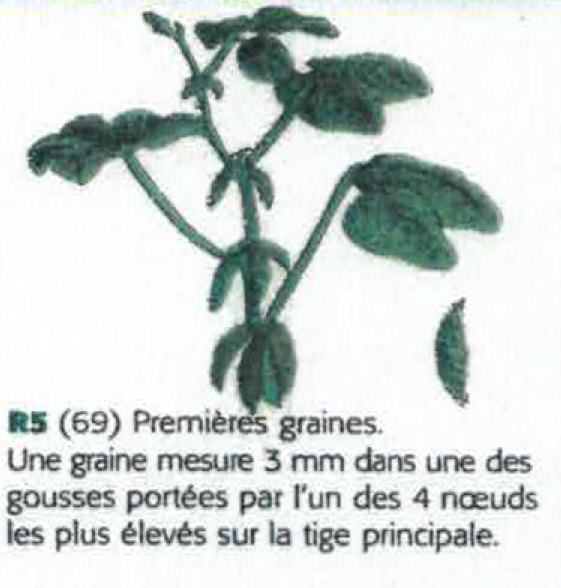 R5 (69) Premières graines.
Une graine mesure 3 mm dans une des
gousses portées par l'un des 4 nœuds
les plus élevés sur la tige principale.